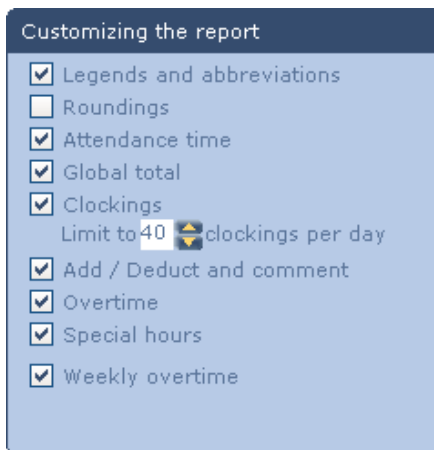 Customizing the report
Legends and abbreviations
Roundings
Attendance time
Global total
Clockings
Limit to 40 clockings per day
Add / Deduct and comment
Overtime
Special hours
Weekly overtime